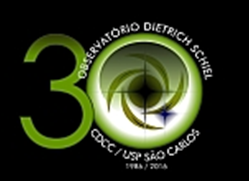 30
OBSERVATÓRIO DIETRICH SCHIEL
CDCC / USP SÃO CARLOS
1986 / 2016